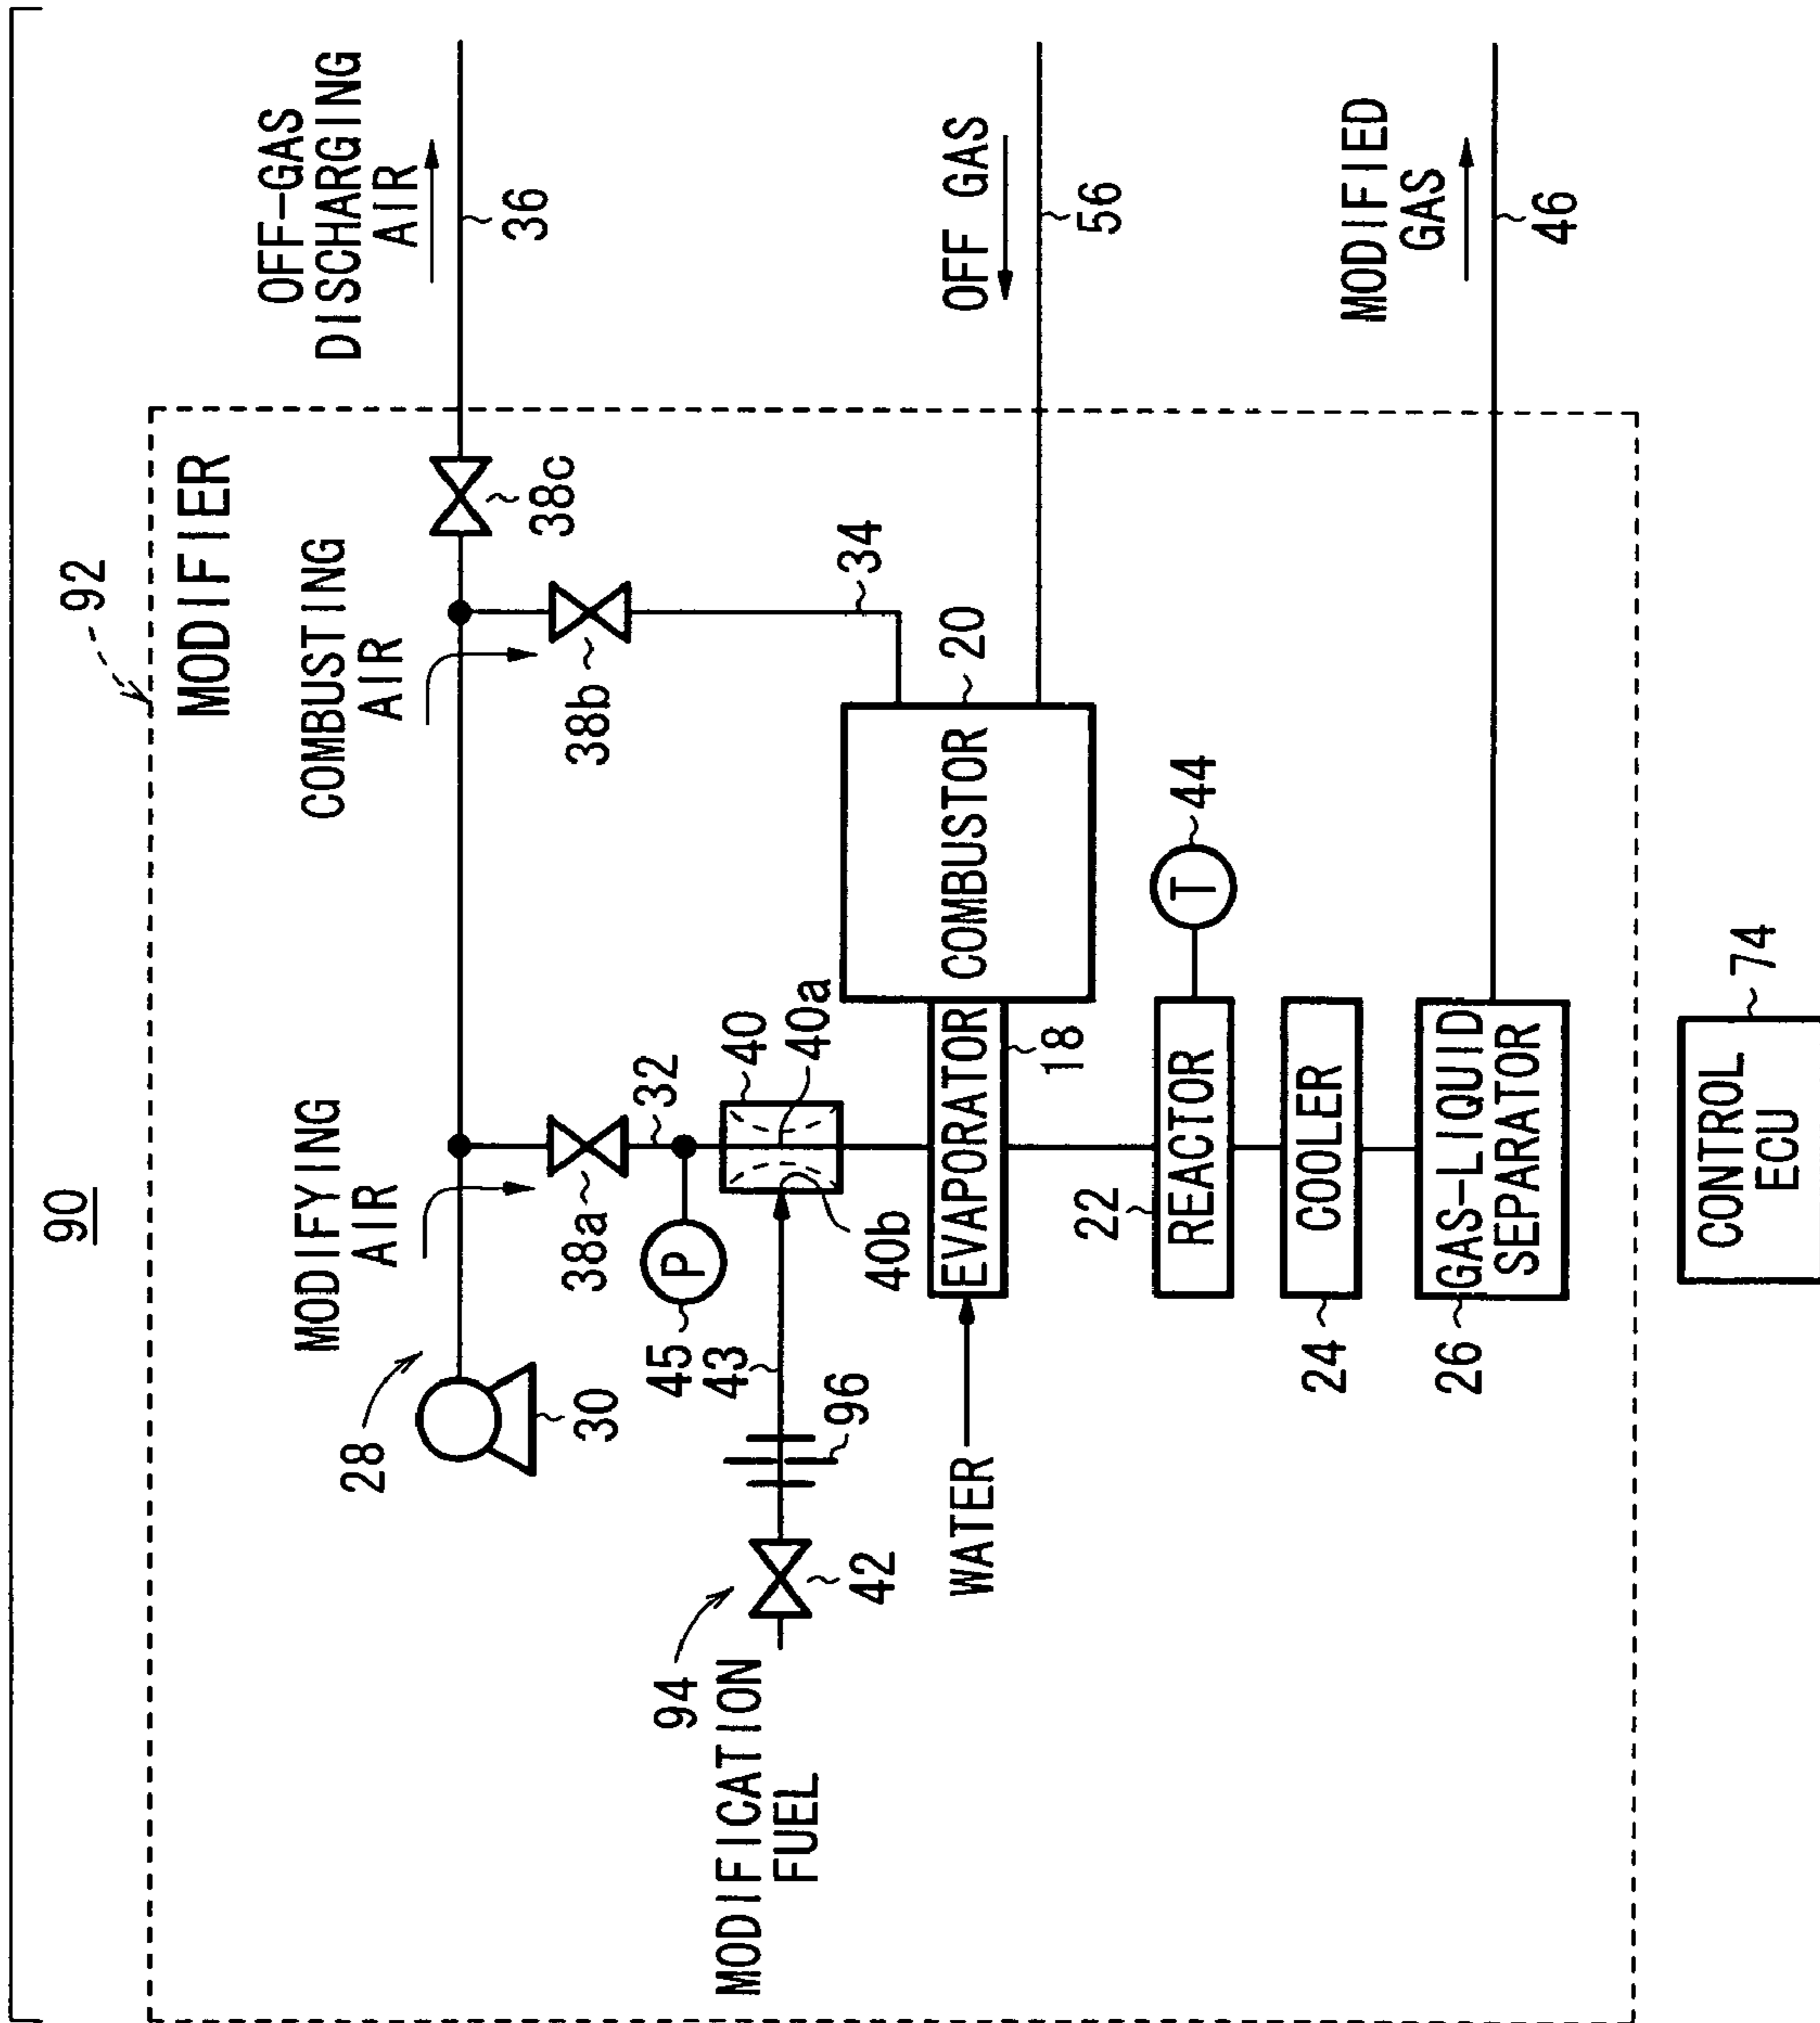 90
92
MODIFIER
OFF-GAS
DISCHARGING
AIR
36
28
30
MODIFYING
AIR
38a
32
COMBUSTING
AIR
38b
38c
34
45
P
40
40a
40b
43
96
42
94
MODIFICATION
FUEL
WATER
EVAPORATOR
18
COMBUSTOR
20
OFF GAS
56
22
REACTOR
T
44
24
COOLER
26
GAS-LIQUID
SEPARATOR
MODIFIED
GAS
46
CONTROL
ECU
74